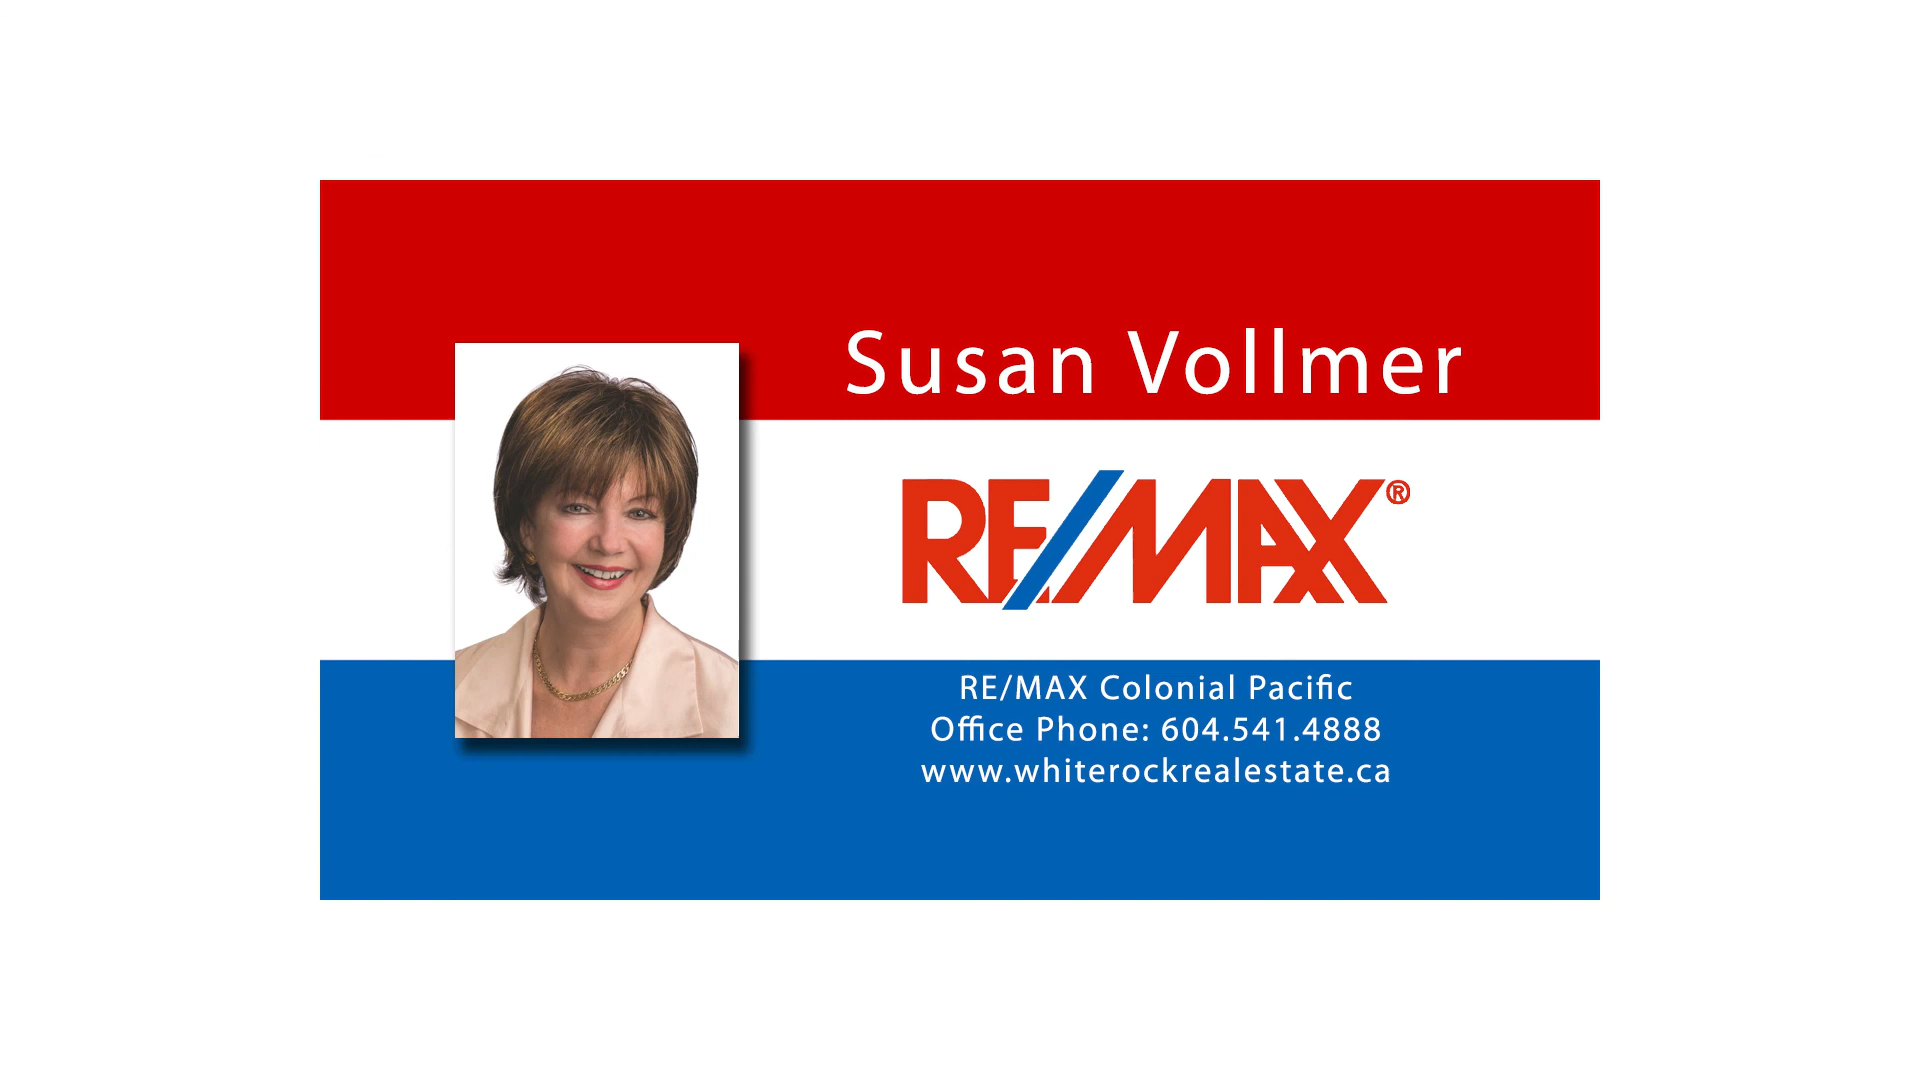 Susan Vollmer
RE/MAX®
RE/MAX Colonial Pacific
Office Phone: 604.541.4888
www.whiterockrealestate.ca